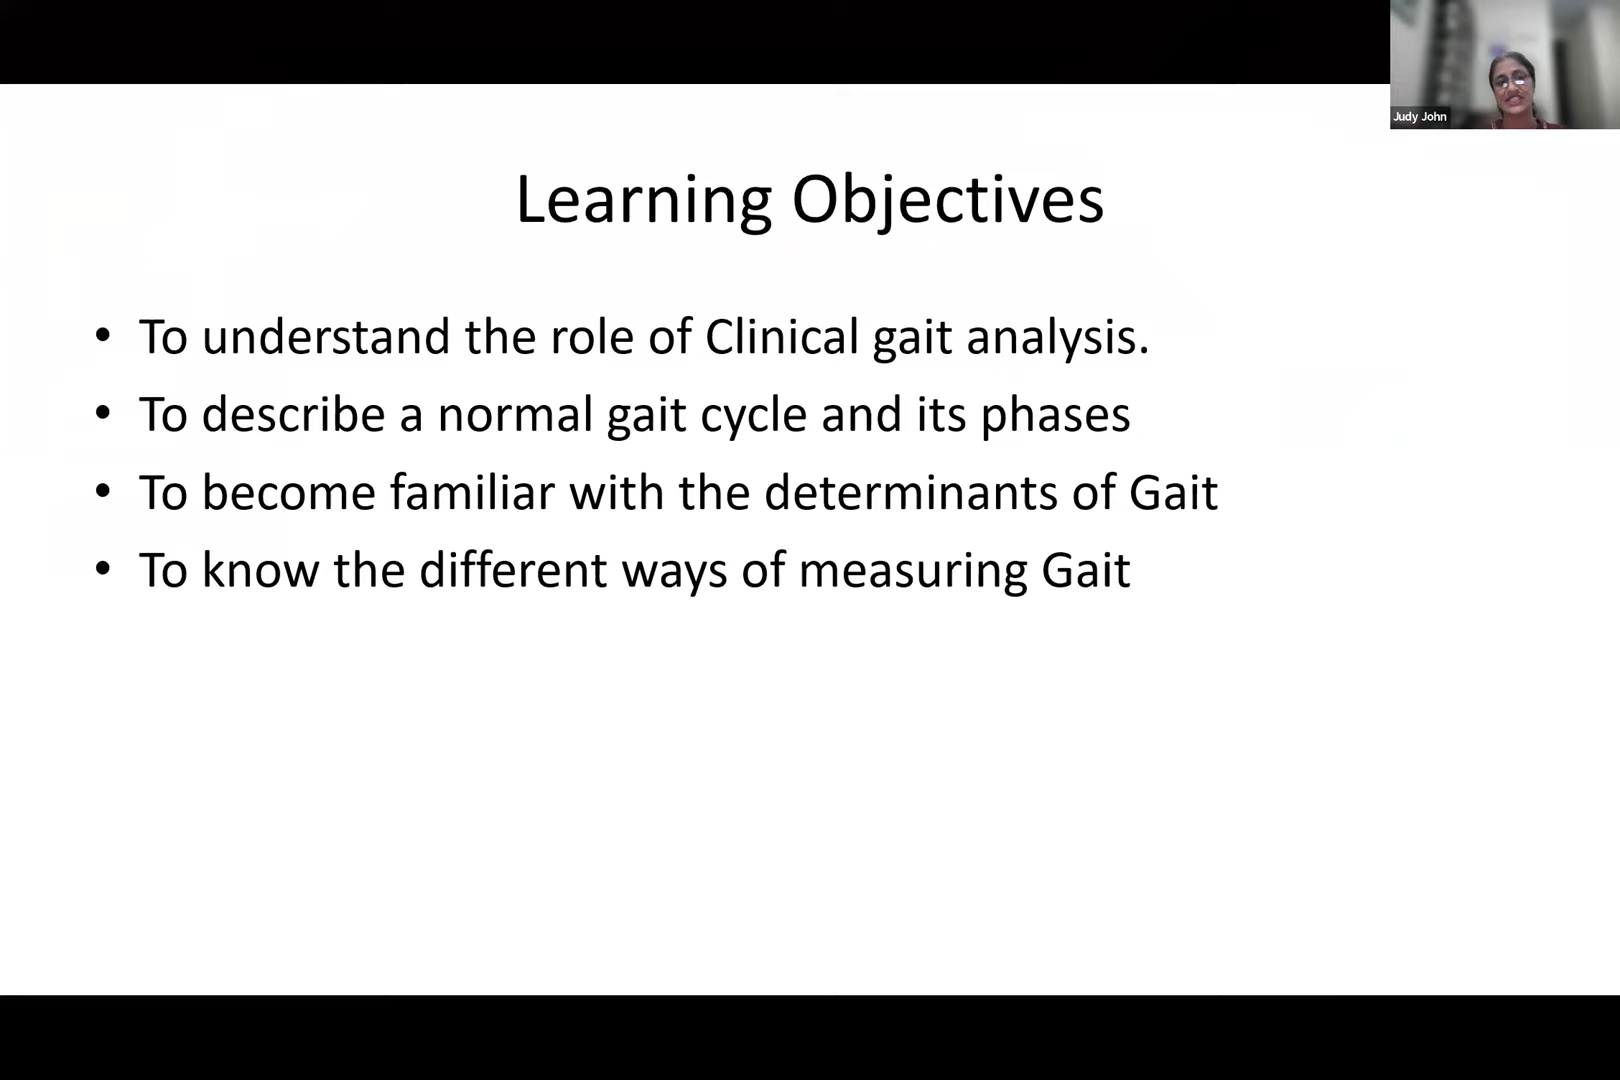 Judy John
Learning Objectives
• To understand the role of Clinical gait analysis.
• To describe a normal gait cycle and its phases
• To become familiar with the determinants of Gait
• To know the different ways of measuring Gait